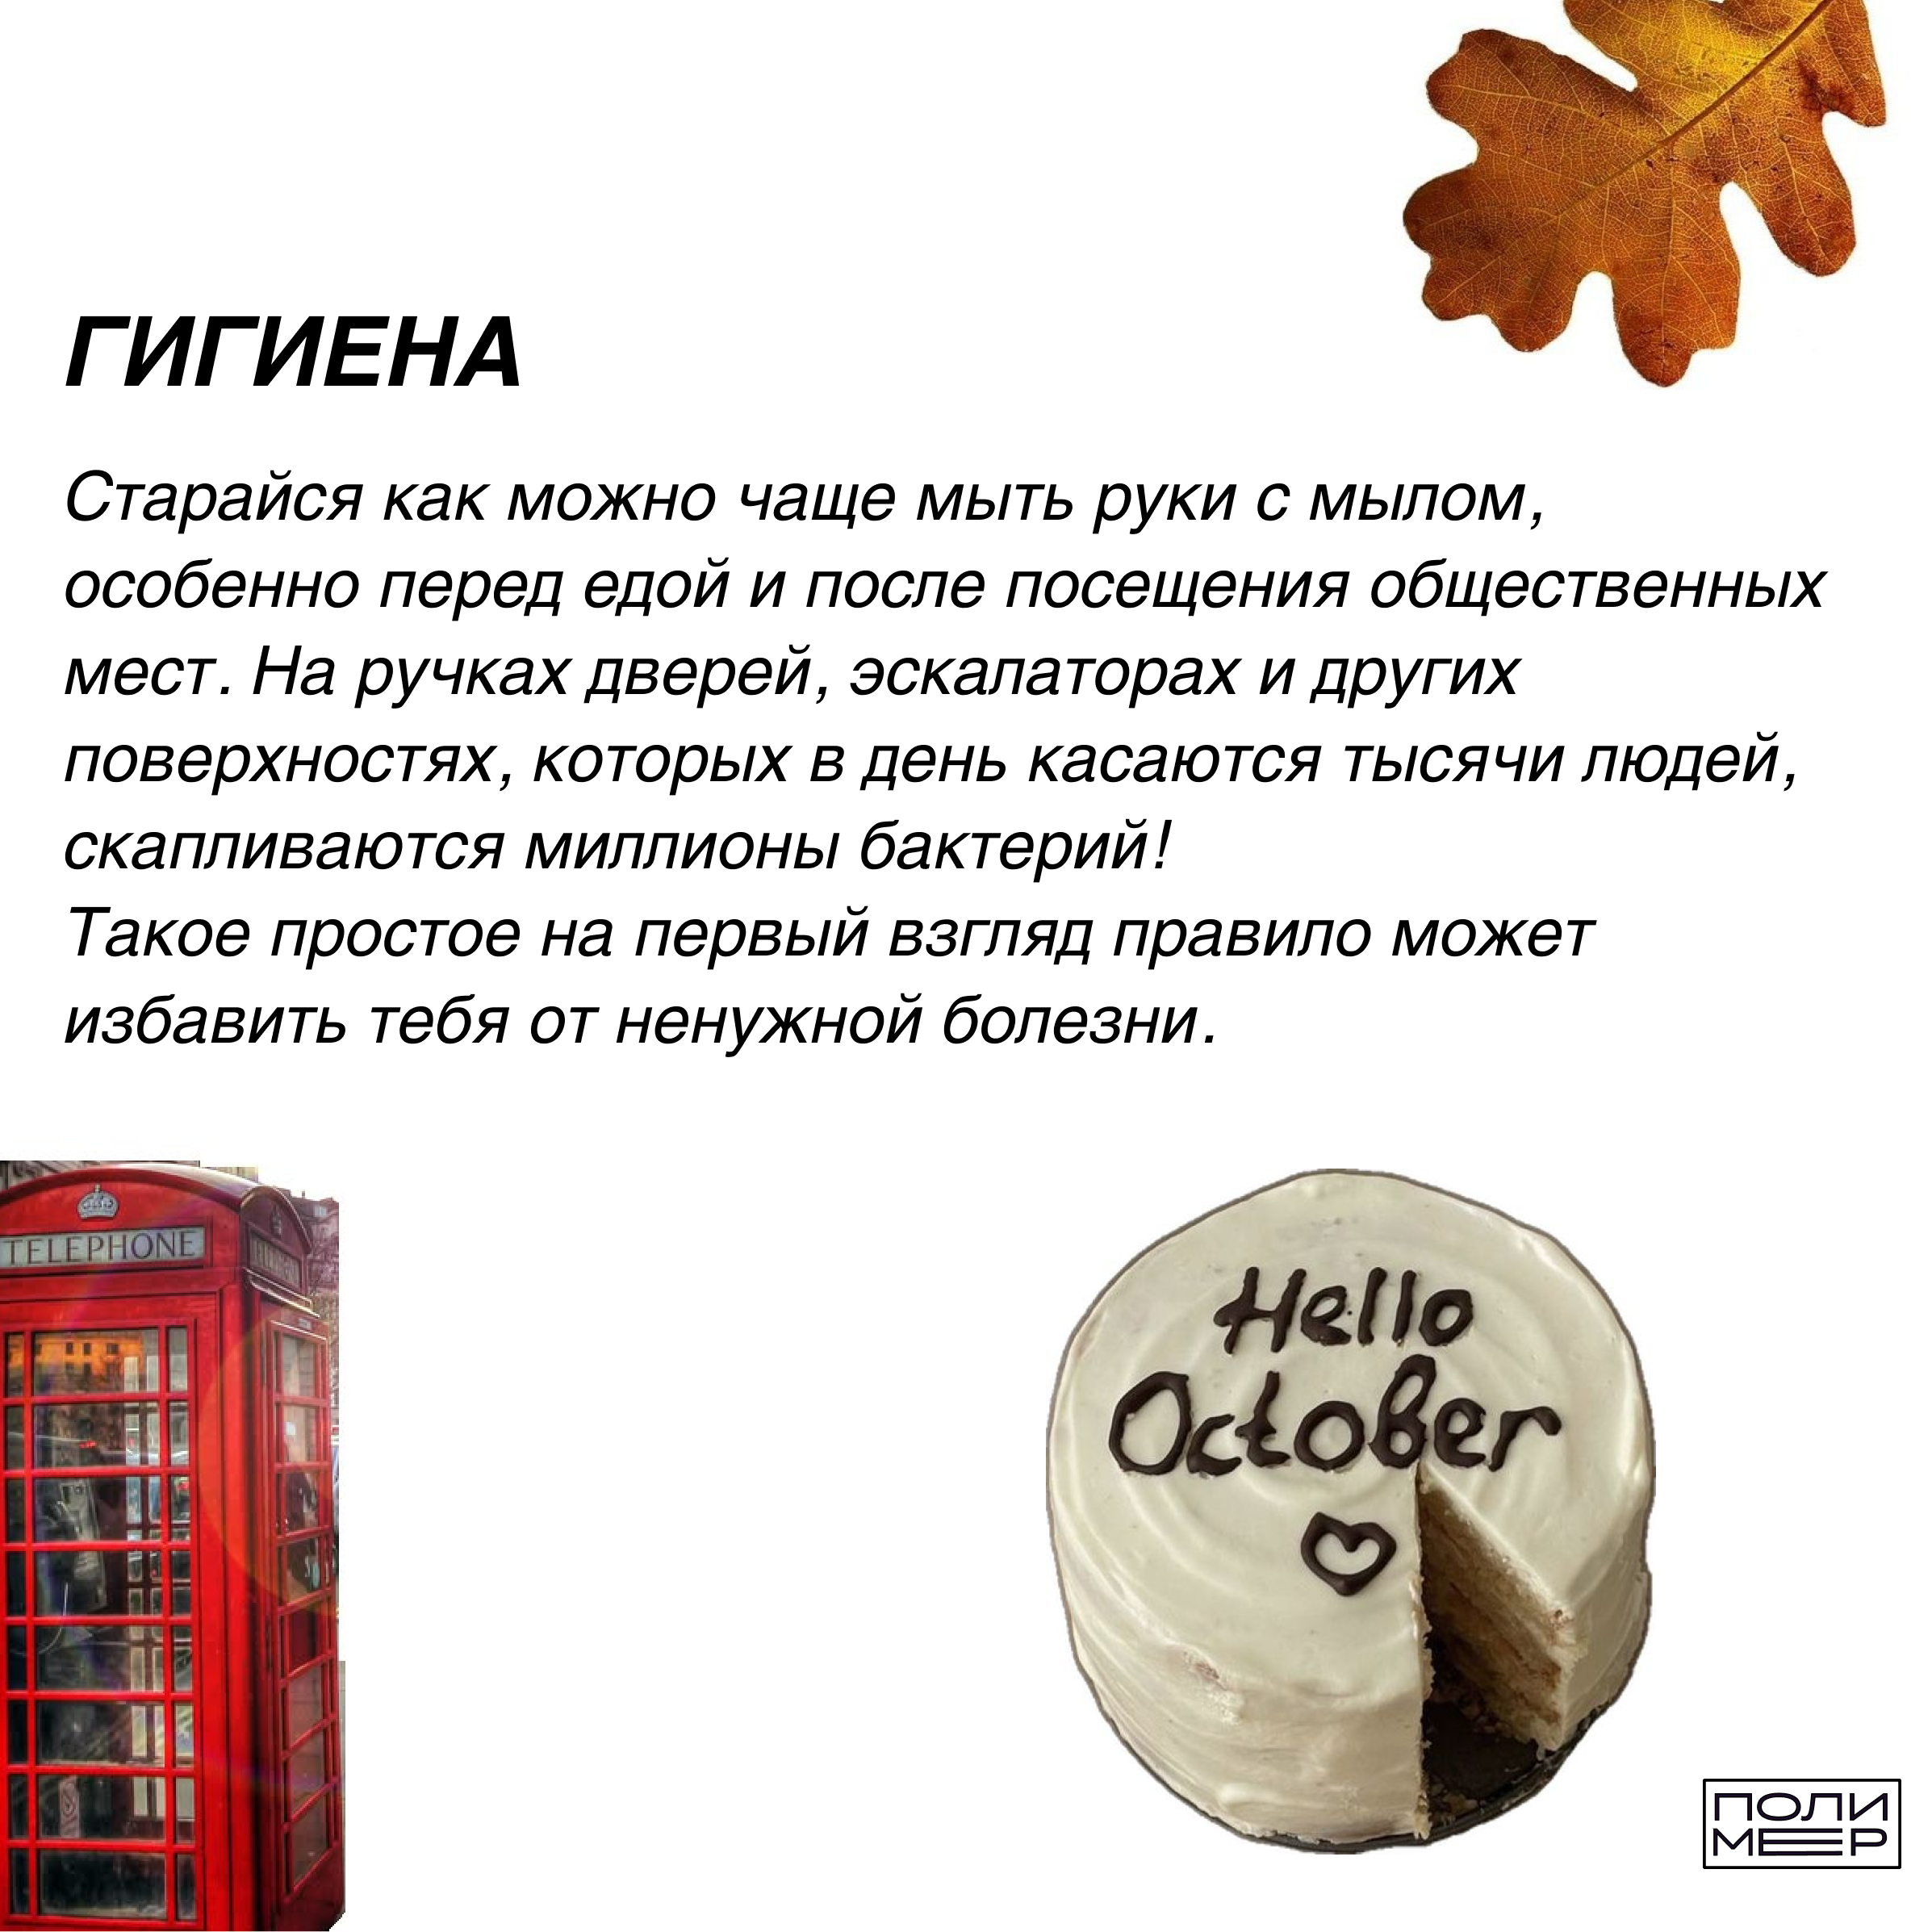 ГИГИЕНА
Старайся как можно чаще мыть руки с мылом,
особенно перед едой и после посещения общественных
мест. На ручках дверей, эскалаторах и других
поверхностях, которых в день касаются тысячи людей,
скапливаются миллионы бактерий!
Такое простое на первый взгляд правило может
избавить тебя от ненужной болезни.
TELEPHONE
Hello
October
ПОЛИ
МЕР